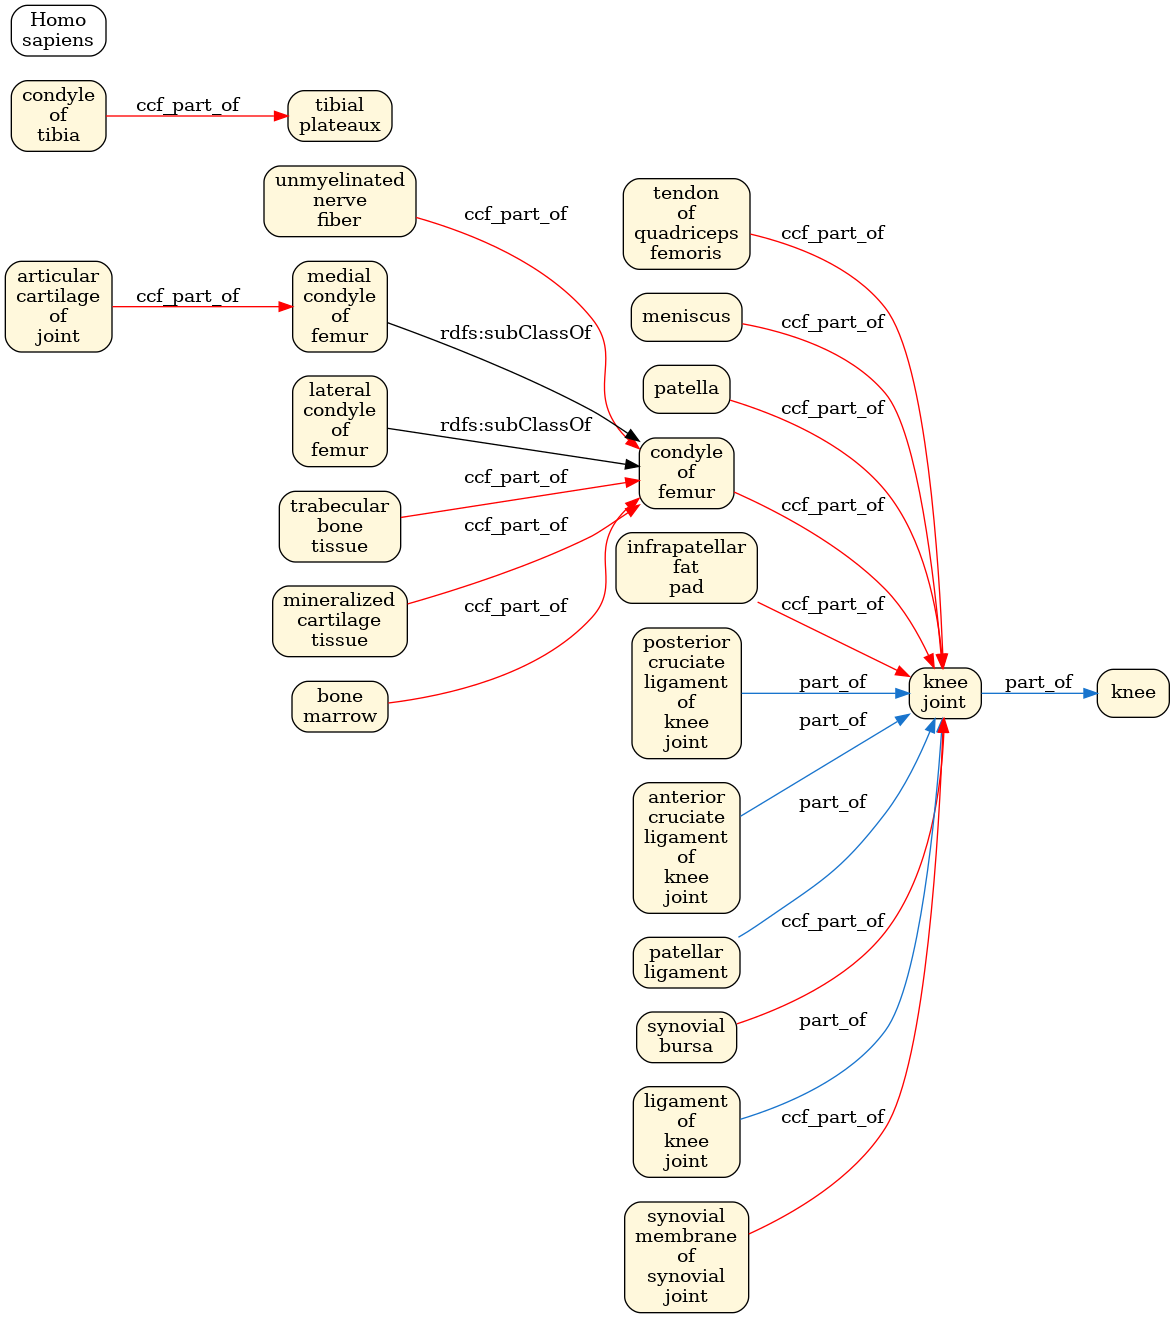 Homo
sapiens
condyle
of
tibia
ccf_part_of
tibial
plateaux
unmyelinated
nerve
fiber
ccf_part_of
articular
cartilage
of
joint
ccf_part_of
medial
condyle
of
femur
rdfs:subClassOf
lateral
condyle
of
femur
rdfs:subClassOf
trabecular
bone
tissue
ccf_part_of
mineralized
cartilage
tissue
ccf_part_of
bone
marrow
ccf_part_of
tendon
of
quadriceps
femoris
ccf_part_of
meniscus
ccf_part_of
patella
ccf_part_of
condyle
of
femur
ccf_part_of
infrapatellar
fat
pad
ccf_part_of
posterior
cruciate
ligament
of
knee
joint
part_of
anterior
cruciate
ligament
of
knee
joint
part_of
patellar
ligament
part_of
synovial
bursa
ccf_part_of
ligament
of
knee
joint
part_of
synovial
membrane
of
synovial
joint
ccf_part_of
knee
joint
part_of
knee